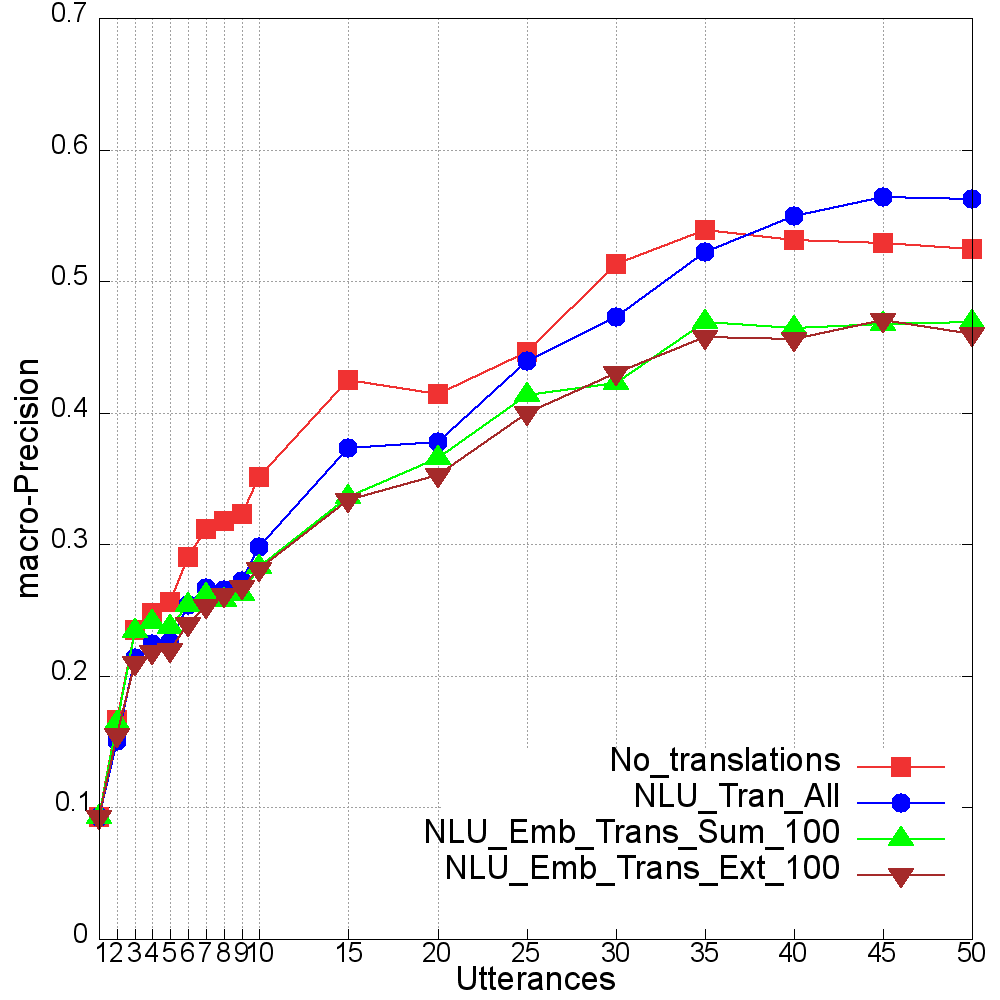 0.7
0.6
0.5
0.4
0.3
0.2
0.1
0
macro-Precision
No_translations
NLU_Tran_All
NLU_Emb_Trans_Sum_100
NLU_Emb_Trans_Ext_100
1 2 3 4 5 6 7 8 9 10 15 20 25 30 35 40 45 50
Utterances